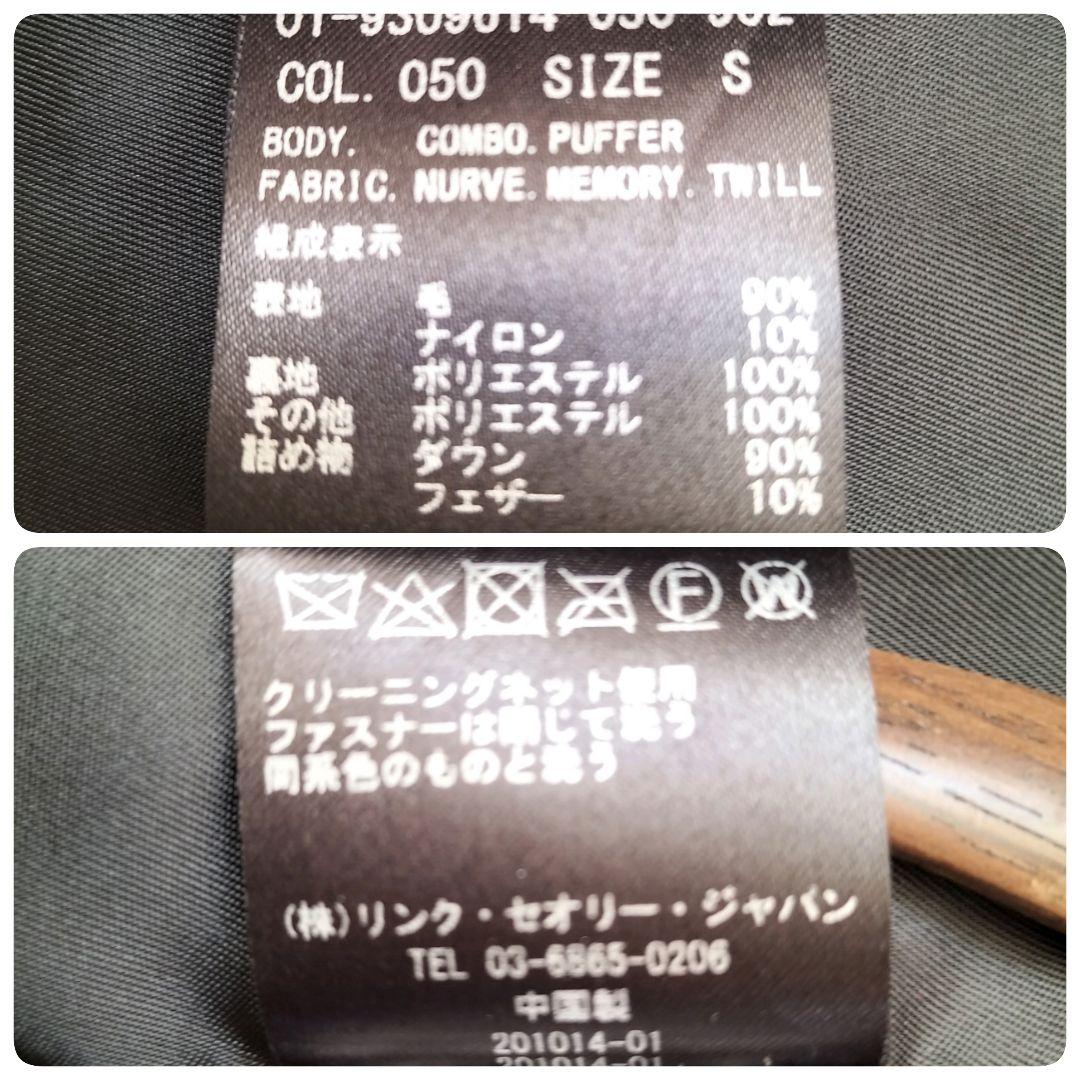 COL. 050 SIZE S
BODY. COMBO. PUFFER
FABRIC. NURVE. MEMORY. TWILL
組成表示
表地 毛 90%
ナイロン 10%
裏地 ポリエステル 100%
その他 ポリエステル 100%
詰め物 ダウン 90%
フェザー 10%
F W
クリーニングネット使用
ファスナーは閉じて洗う
同系色のものと洗う
(株)リンク・セオリー・ジャパン
TEL 03-6865-0206
中国製
201014-01
201014-01